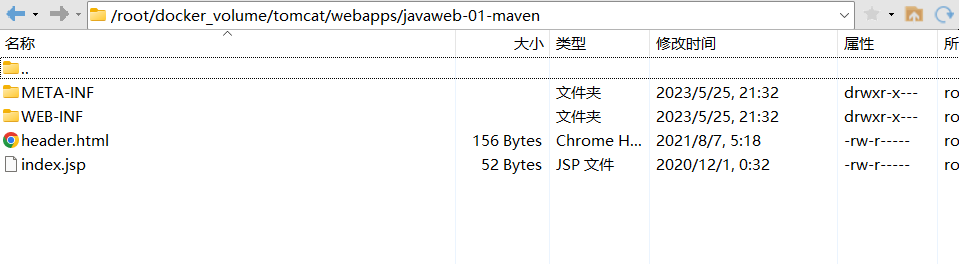 /root/docker_volume/tomcat/webapps/javaweb-01-maven
名称 大小 类型 修改时间 属性 所
..
META-INF 文件夹 2023/5/25, 21:32 drwxr-x--- ro
WEB-INF 文件夹 2023/5/25, 21:32 drwxr-x--- ro
header.html 156 Bytes Chrome H... 2021/8/7, 5:18 -rw-r----- ro
index.jsp 52 Bytes JSP 文件 2020/12/1, 0:32 -rw-r----- ro